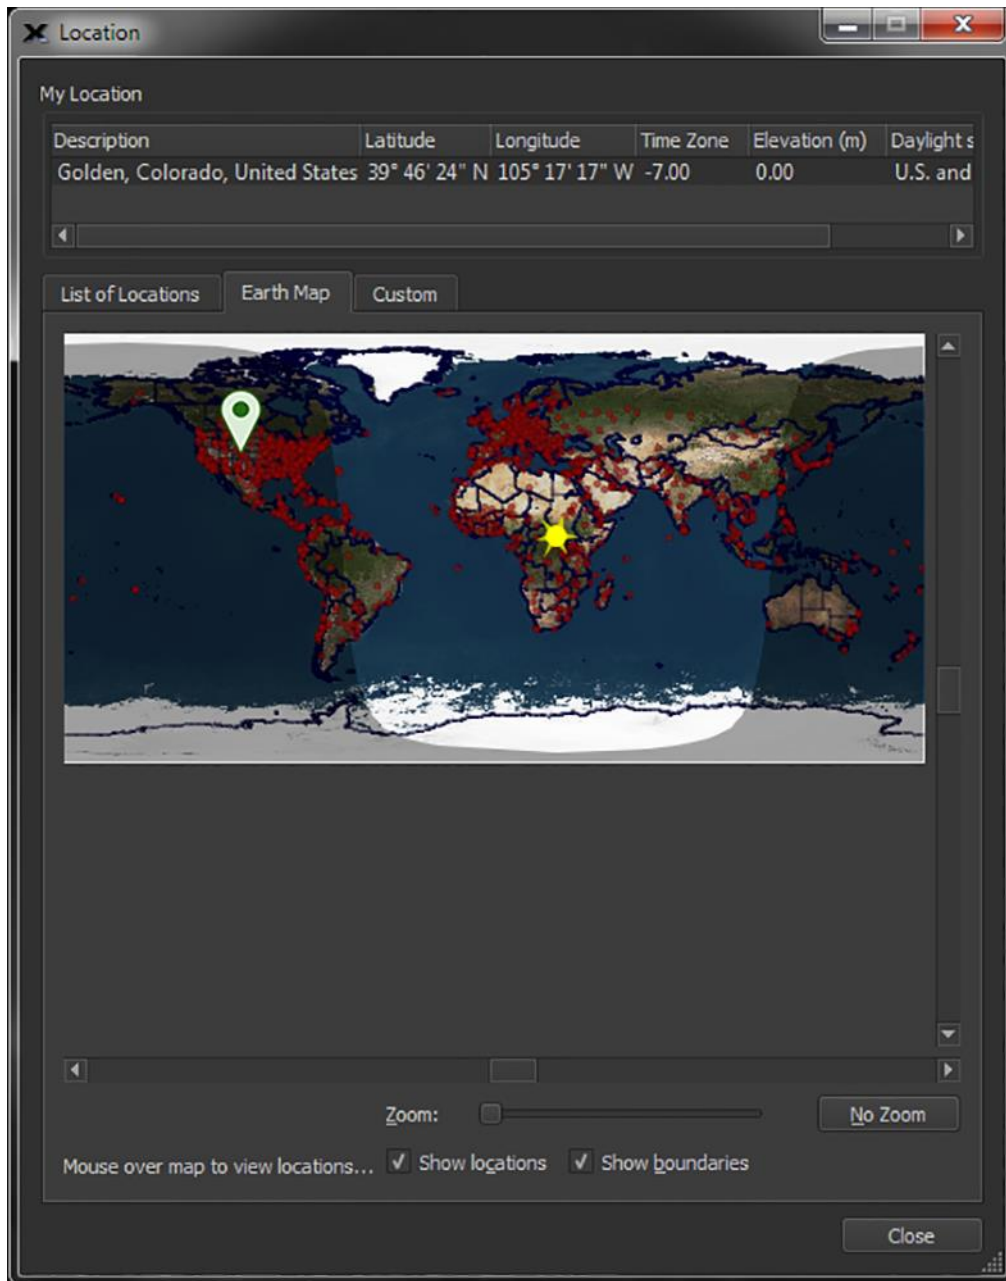 Location
My Location
Description Latitude Longitude Time Zone Elevation (m) Daylight s
Golden, Colorado, United States 39° 46' 24" N 105° 17' 17" W -7.00 0.00 U.S. and
List of Locations Earth Map Custom
Zoom: No Zoom
Mouse over map to view locations... Show locations Show boundaries
Close